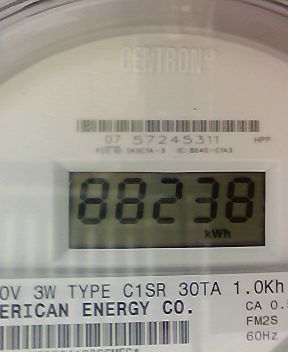 CENTRON®
07 57245311 HPP
88238
kWh
0V 3W TYPE C1SR 30TA 1.0Kh
ERICAN ENERGY CO.
CA 0.
FM2S
60Hz